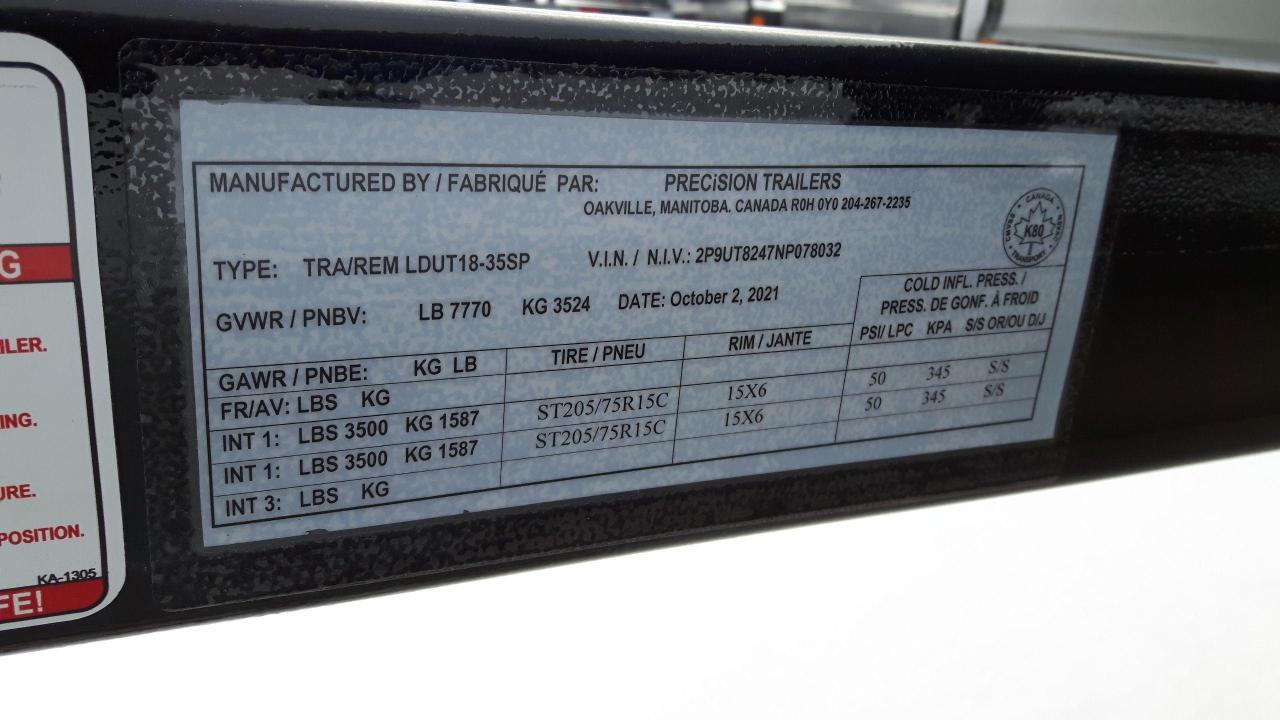 MANUFACTURED BY / FABRIQUÉ PAR: PRECiSION TRAILERS
OAKVILLE, MANITOBA. CANADA R0H 0Y0 204-267-2235
CANADA
K80
TRANSPORT
TYPE: TRA/REM LDUT18-35SP V.I.N. / N.I.V.: 2P9UT8247NP078032
GVWR / PNBV: LB 7770 KG 3524 DATE: October 2, 2021
COLD INFL. PRESS. /
PRESS. DE GONF. À FROID
GAWR / PNBE: KG LB TIRE / PNEU RIM / JANTE PSI/ LPC KPA S/S OR/OU D/J
FR/AV: LBS KG
INT 1: LBS 3500 KG 1587 ST205/75R15C 15X6 50 345 S/S
INT 1: LBS 3500 KG 1587 ST205/75R15C 15X6 50 345 S/S
INT 3: LBS KG
G
ILER.
ING.
URE.
POSITION.
KA-1305
FE!